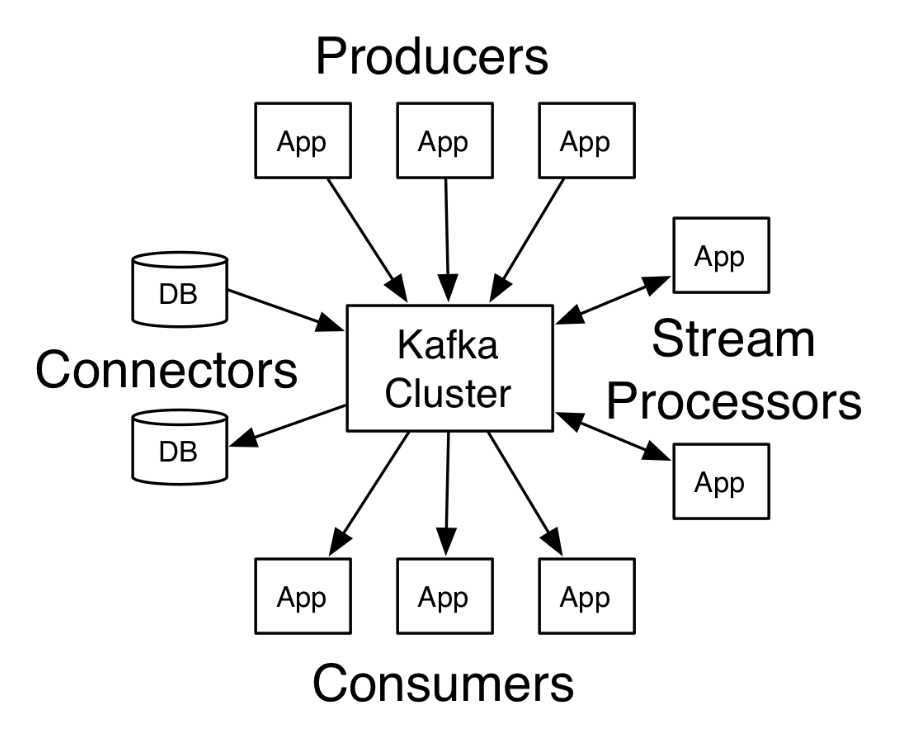 Producers
App
App
App
App
DB
Kafka
Cluster
Stream
Processors
Connectors
DB
App
App
App
App
Consumers